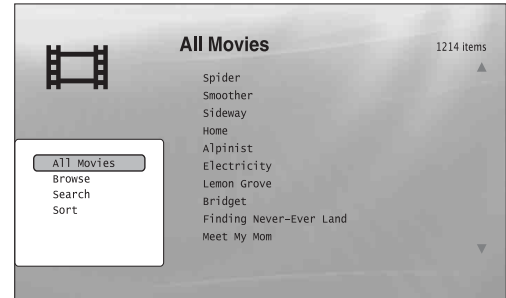 All Movies
1214 items
Spider
Smoother
Sideway
Home
Alpinist
Electricity
Lemon Grove
Bridget
Finding Never-Ever Land
Meet My Mom
All Movies
Browse
Search
Sort